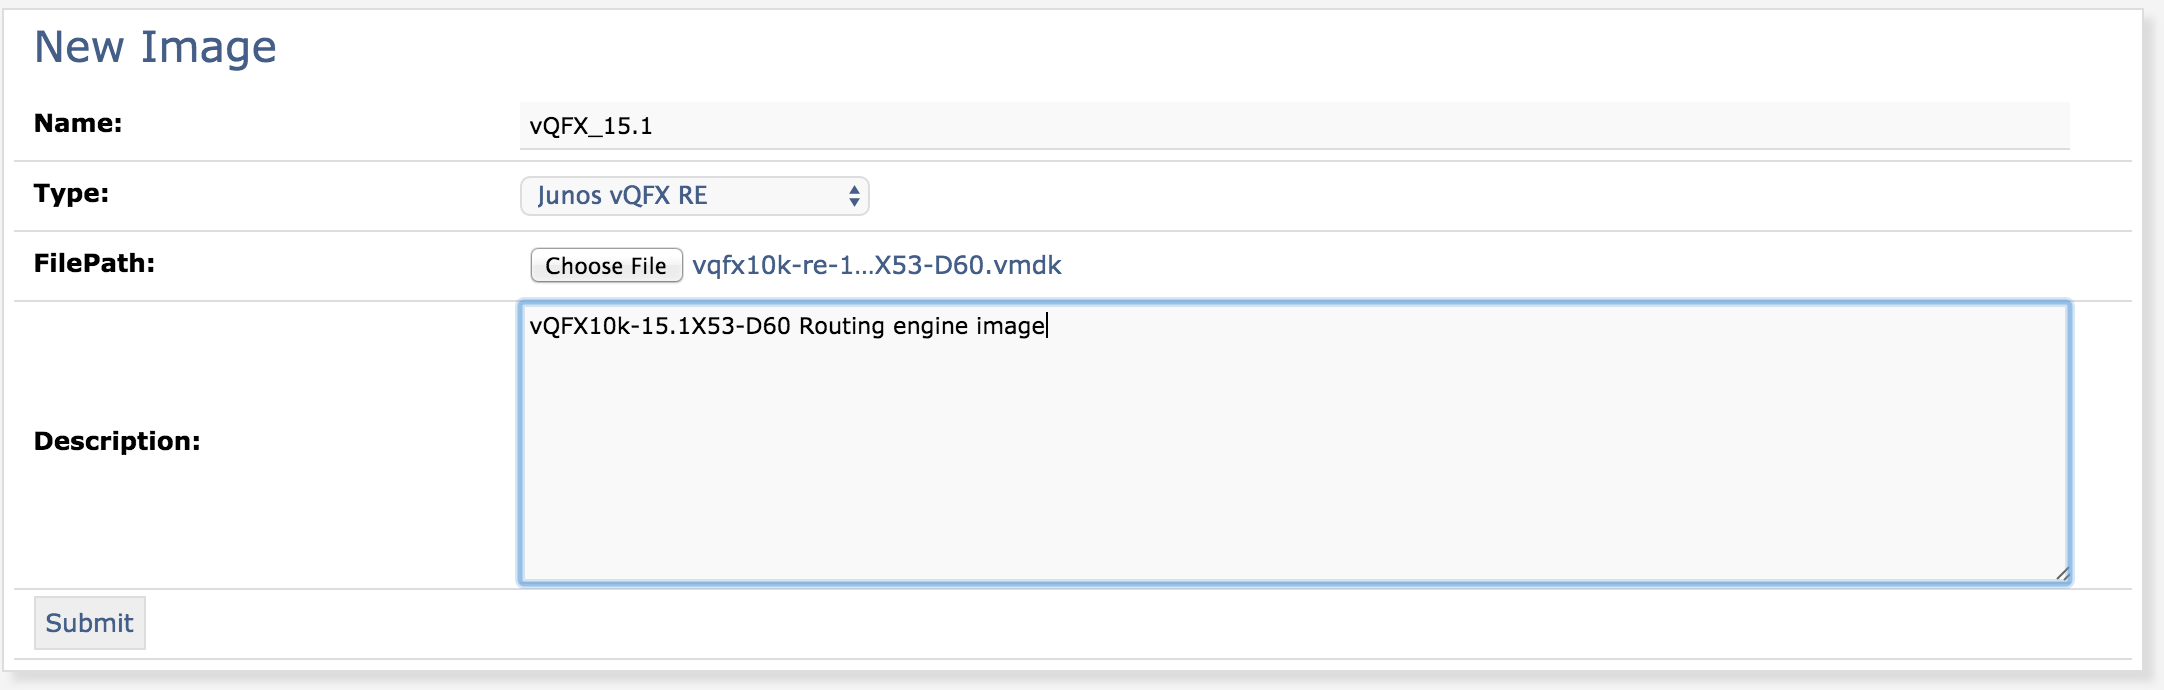 New Image
Name: vQFX_15.1
Type: Junos vQFX RE
FilePath: Choose File vqfx10k-re-1...X53-D60.vmdk
vQFX10k-15.1X53-D60 Routing engine image
Description:
Submit